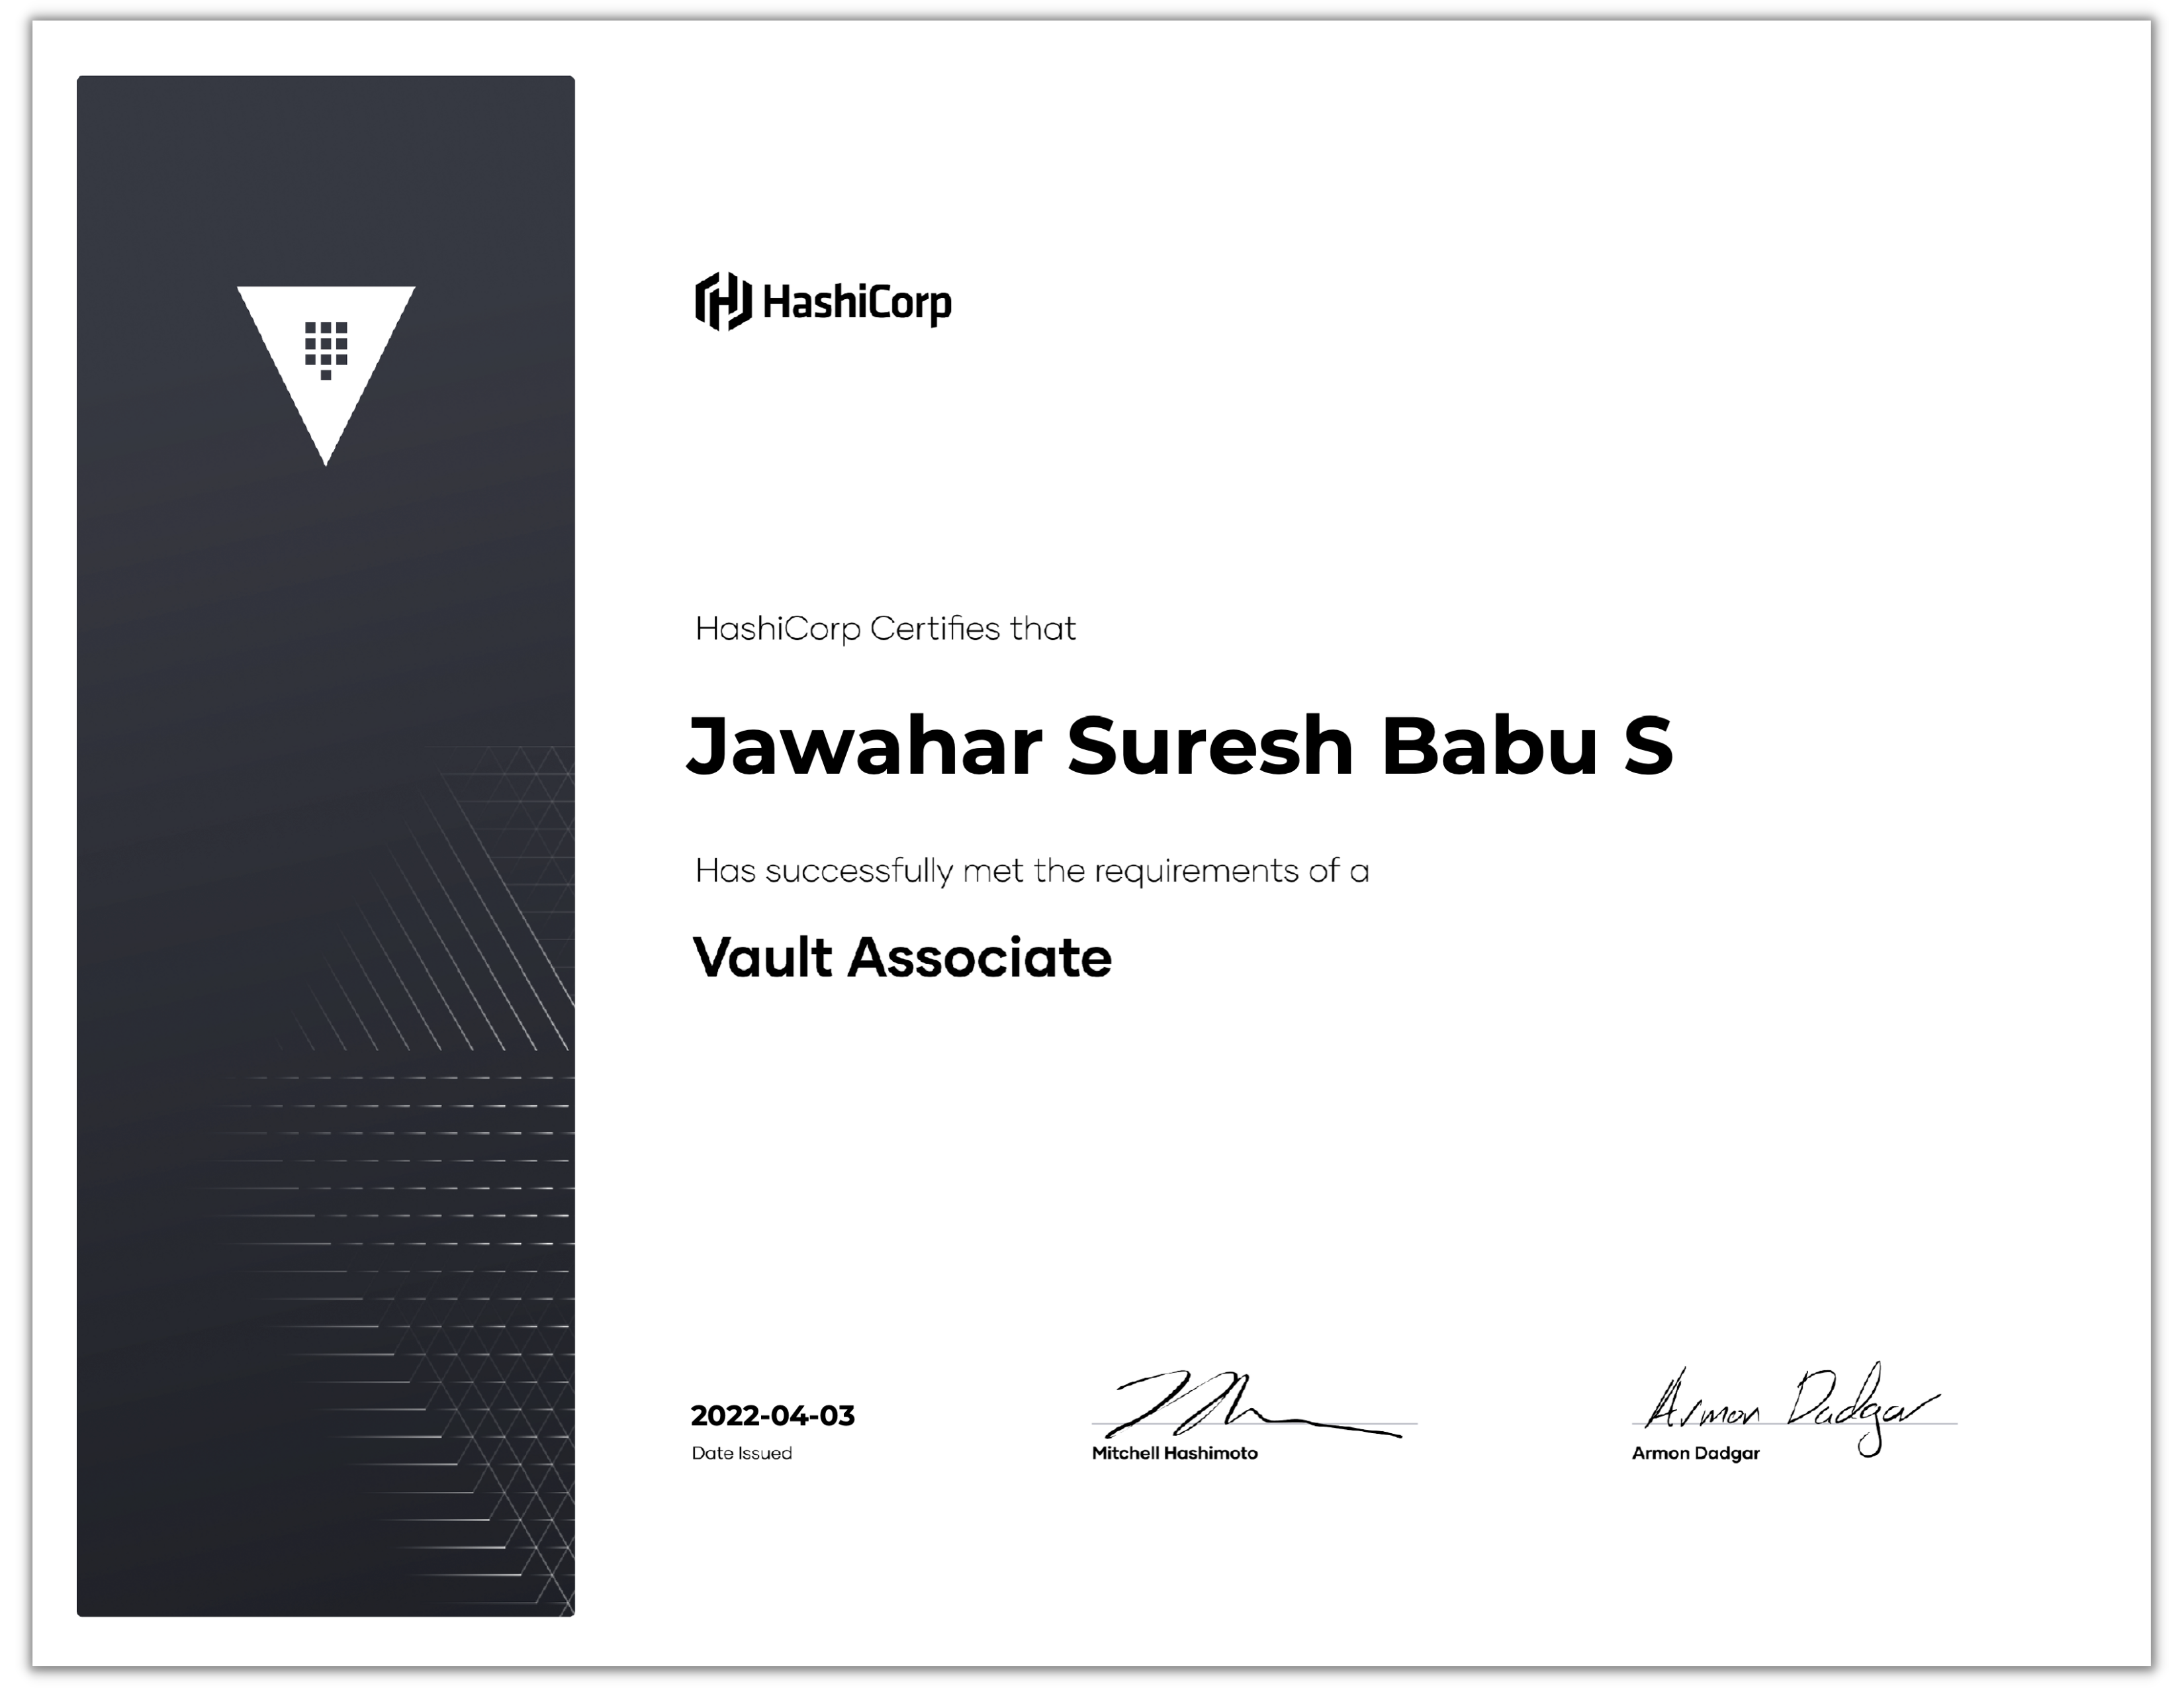 HashiCorp
HashiCorp Certifies that
Jawahar Suresh Babu S
Has successfully met the requirements of a
Vault Associate
2022-04-03
Date Issued
Mitchell Hashimoto
Armon Dadgar
Armon Dadgar